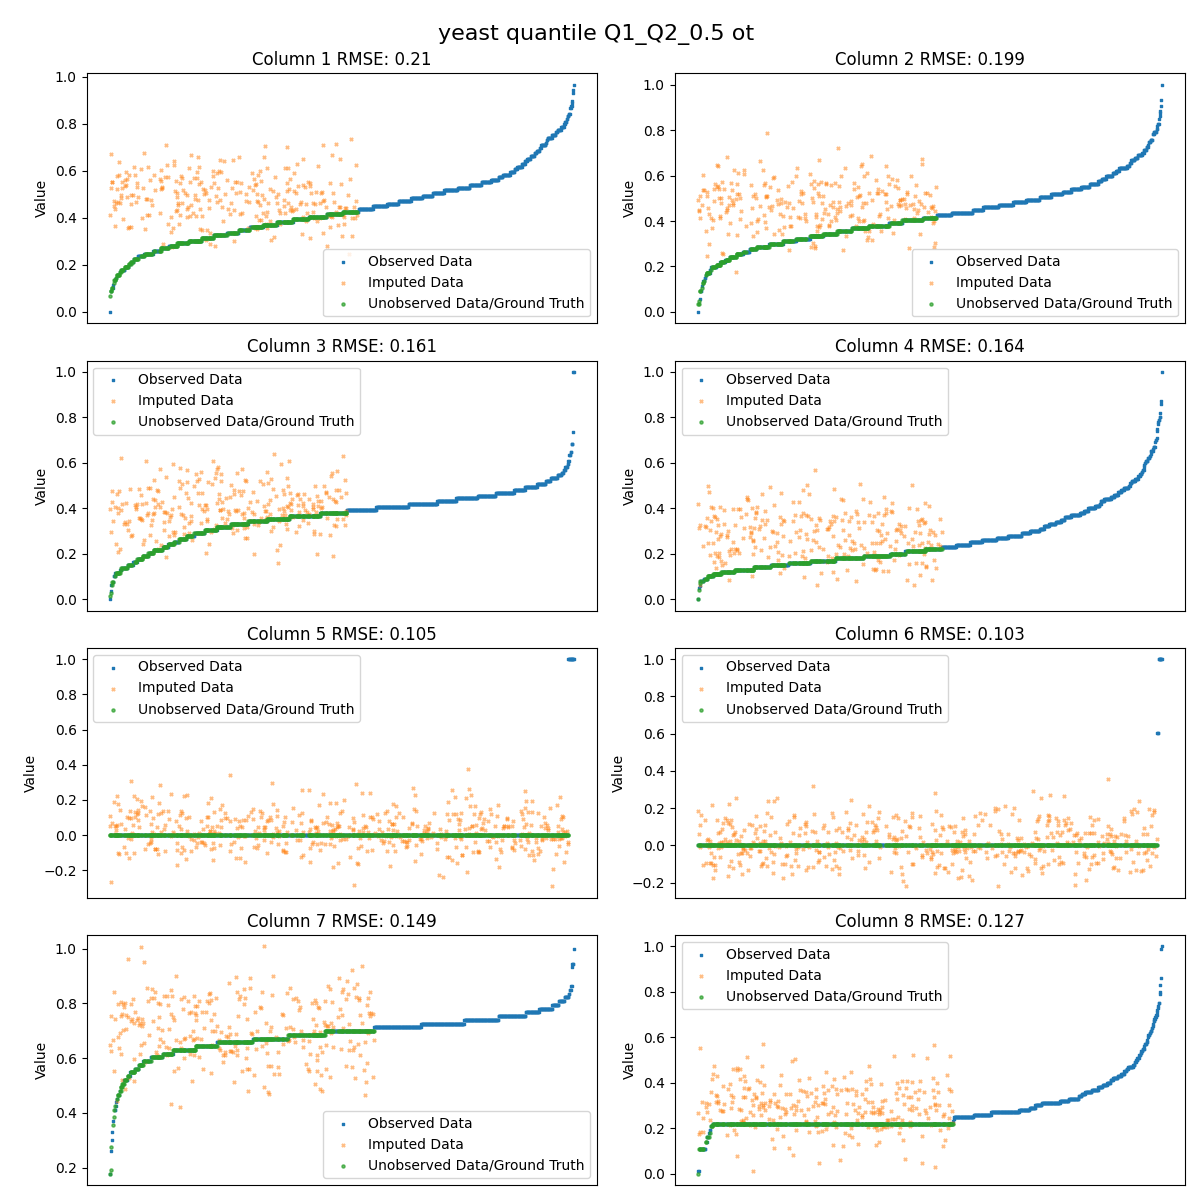 yeast quantile Q1_Q2_0.5 ot
Column 1 RMSE: 0.21
1.0
0.8
0.6
0.4
0.2
0.0
Value
Observed Data
Imputed Data
Unobserved Data/Ground Truth
Column 2 RMSE: 0.199
1.0
0.8
0.6
0.4
0.2
0.0
Value
Observed Data
Imputed Data
Unobserved Data/Ground Truth
Column 3 RMSE: 0.161
1.0
0.8
0.6
0.4
0.2
0.0
Value
Observed Data
Imputed Data
Unobserved Data/Ground Truth
Column 4 RMSE: 0.164
1.0
0.8
0.6
0.4
0.2
0.0
Value
Observed Data
Imputed Data
Unobserved Data/Ground Truth
Column 5 RMSE: 0.105
1.0
0.8
0.6
0.4
0.2
0.0
−0.2
Value
Observed Data
Imputed Data
Unobserved Data/Ground Truth
Column 6 RMSE: 0.103
1.0
0.8
0.6
0.4
0.2
0.0
−0.2
Value
Observed Data
Imputed Data
Unobserved Data/Ground Truth
Column 7 RMSE: 0.149
1.0
0.8
0.6
0.4
0.2
Value
Observed Data
Imputed Data
Unobserved Data/Ground Truth
Column 8 RMSE: 0.127
1.0
0.8
0.6
0.4
0.2
0.0
Value
Observed Data
Imputed Data
Unobserved Data/Ground Truth